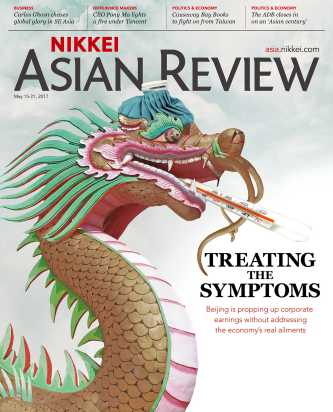 BUSINESS
Carlos Ghosn chases
global glory in SE Asia
DIFFERENCE MAKERS
CEO Pony Ma lights
a fire under Tencent
POLITICS & ECONOMY
Causeway Bay Books
to fight on from Taiwan
POLITICS & ECONOMY
The ADB closes in
on an 'Asian century'
NIKKEI
asia.nikkei.com
ASIAN REVIEW
May 15-21, 2017
TREATING
THE
SYMPTOMS
Beijing is propping up corporate
earnings without addressing
the economy's real ailments